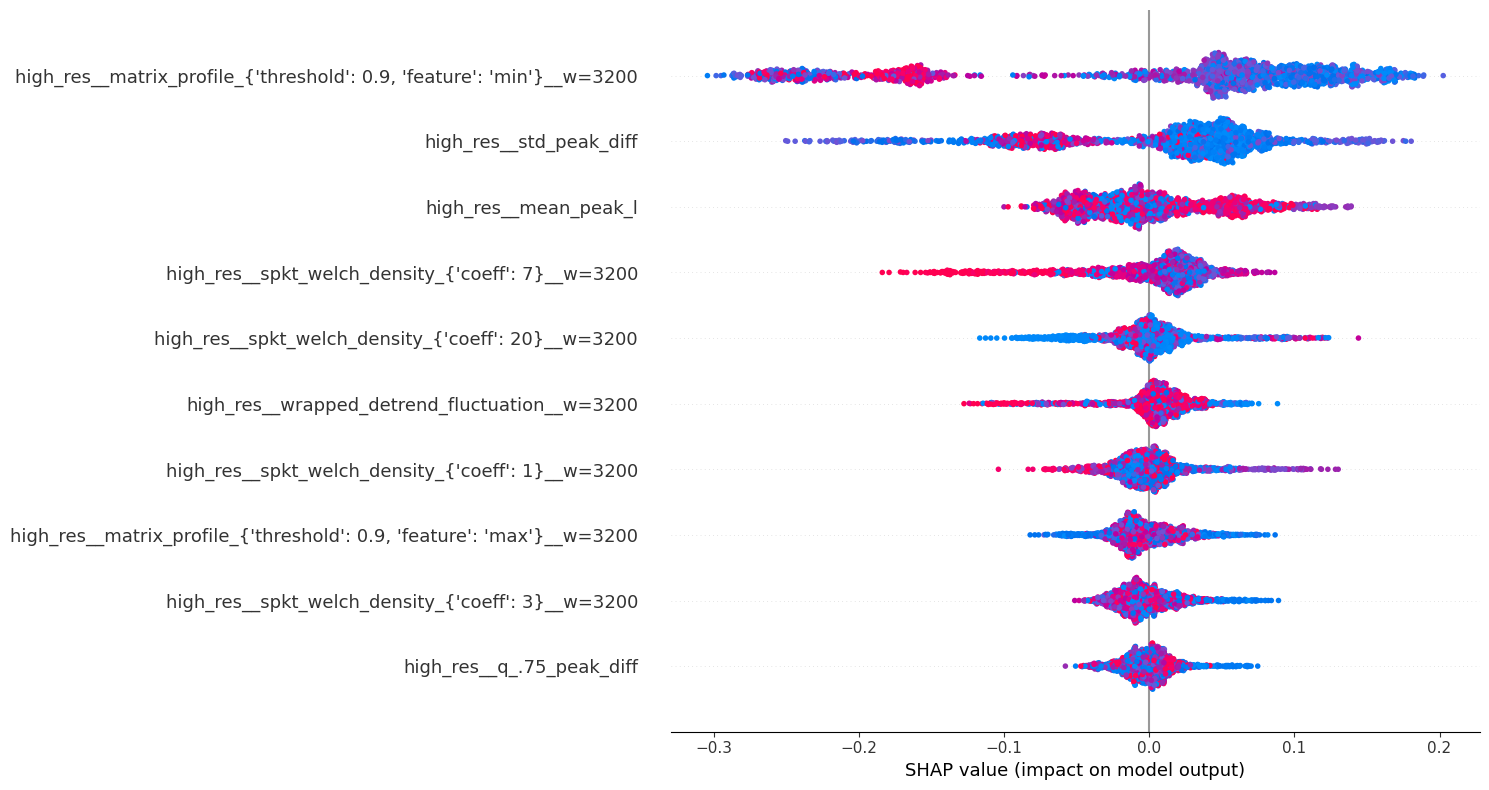 high_res__matrix_profile_{'threshold': 0.9, 'feature': 'min'}__w=3200
high_res__std_peak_diff
high_res__mean_peak_l
high_res__spkt_welch_density_{'coeff': 7}__w=3200
high_res__spkt_welch_density_{'coeff': 20}__w=3200
high_res__wrapped_detrend_fluctuation__w=3200
high_res__spkt_welch_density_{'coeff': 1}__w=3200
high_res__matrix_profile_{'threshold': 0.9, 'feature': 'max'}__w=3200
high_res__spkt_welch_density_{'coeff': 3}__w=3200
high_res__q_.75_peak_diff
−0.3 −0.2 −0.1 0.0 0.1 0.2
SHAP value (impact on model output)